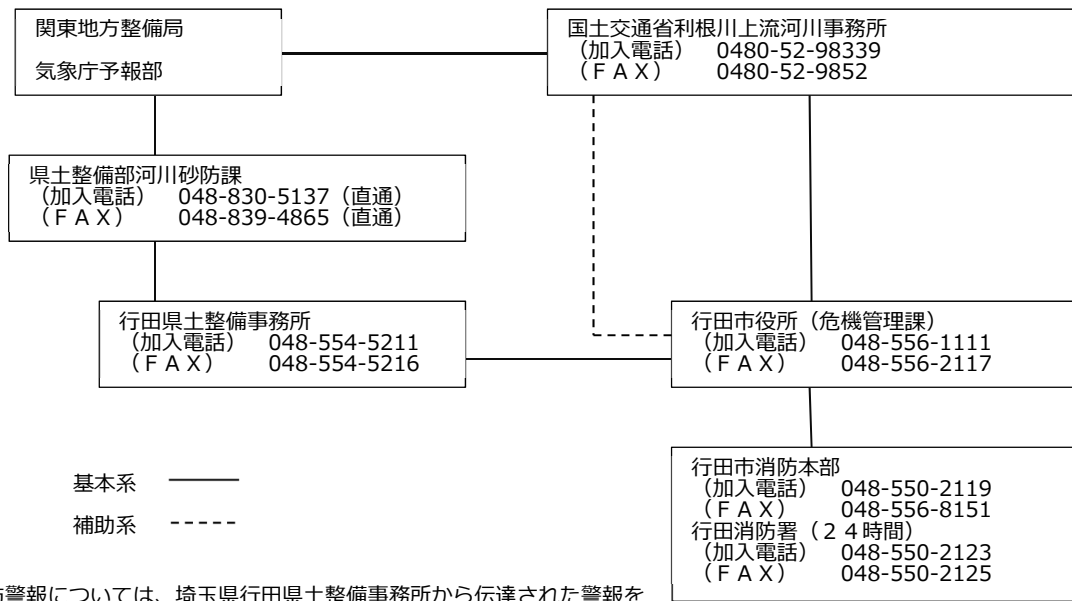 関東地方整備局
気象庁予報部
国土交通省利根川上流河川事務所
（加入電話） 0480-52-98339
（ＦＡＸ） 0480-52-9852
県土整備部河川砂防課
（加入電話） 048-830-5137（直通）
（ＦＡＸ） 048-839-4865（直通）
行田県土整備事務所
（加入電話） 048-554-5211
（ＦＡＸ） 048-554-5216
行田市役所（危機管理課）
（加入電話） 048-556-1111
（ＦＡＸ） 048-556-2117
行田市消防本部
（加入電話） 048-550-2119
（ＦＡＸ） 048-556-8151
行田消防署（２４時間）
（加入電話） 048-550-2123
（ＦＡＸ） 048-550-2125
基本系
補助系
警報については、埼玉県行田県土整備事務所から伝達された警報を